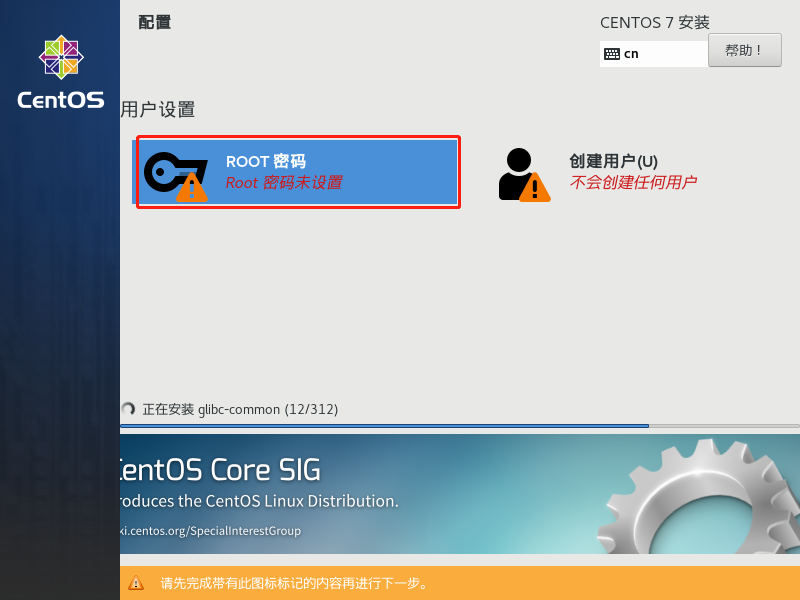 配置
CENTOS 7 安装
cn
帮助！
CentOS
用户设置
ROOT 密码
Root 密码未设置
创建用户(U)
不会创建任何用户
正在安装 glibc-common (12/312)
CentOS Core SIG
roduces the CentOS Linux Distribution.
ki.centos.org/SpecialInterestGroup
请先完成带有此图标标记的内容再进行下一步。